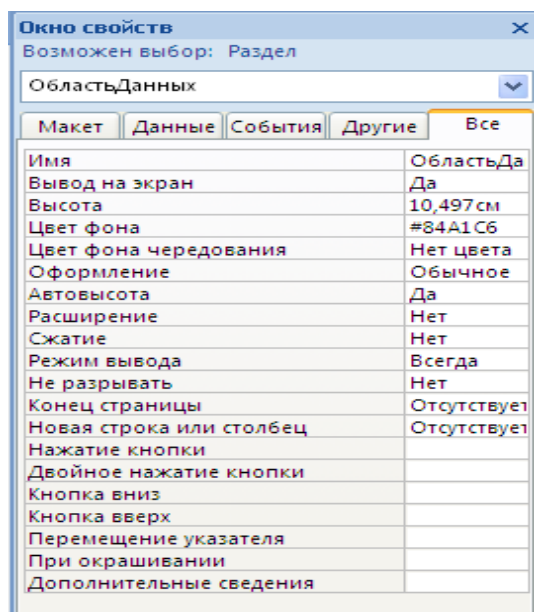 Окно свойств
Возможен выбор: Раздел
ОбластьДанных
Макет Данные События Другие Все
Имя ОбластьДа
Вывод на экран Да
Высота 10,497см
Цвет фона #84A1C6
Цвет фона чередования Нет цвета
Оформление Обычное
Автовысота Да
Расширение Нет
Сжатие Нет
Режим вывода Всегда
Не разрывать Нет
Конец страницы Отсутствует
Новая строка или столбец Отсутствует
Нажатие кнопки
Двойное нажатие кнопки
Кнопка вниз
Кнопка вверх
Перемещение указателя
При окрашивании
Дополнительные сведения